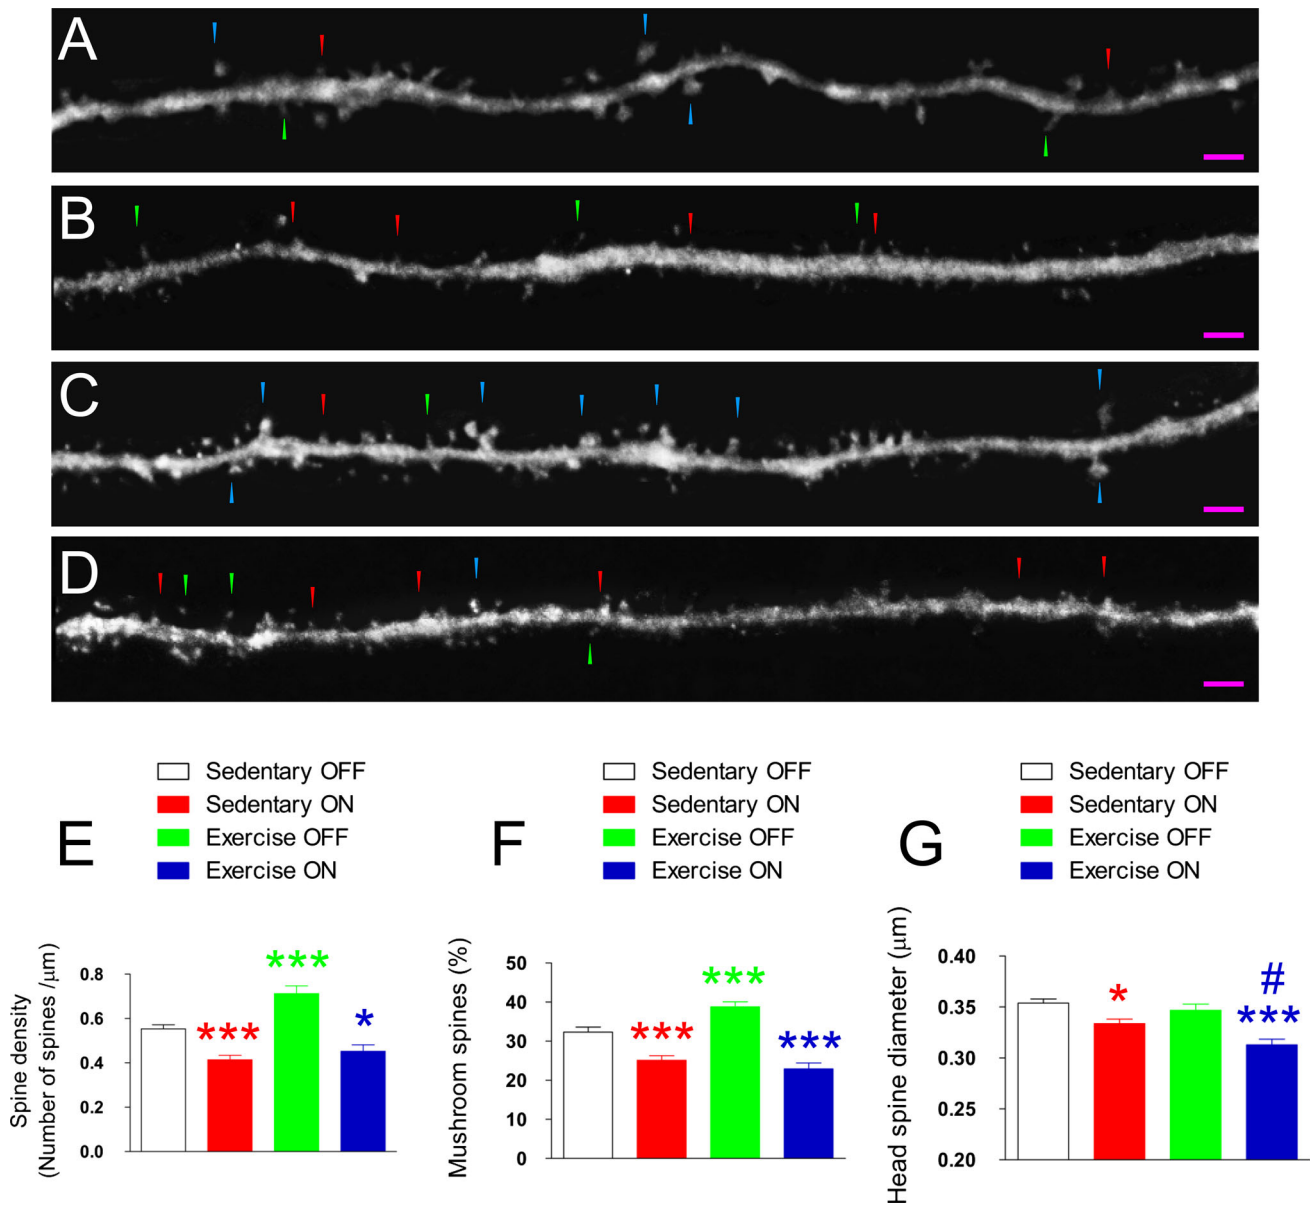 A
B
C
D
Sedentary OFF
Sedentary ON
Exercise OFF
Exercise ON
E
Spine density
(Number of spines /μm)
0.8
0.6
0.4
0.2
0.0
***
***
*
Sedentary OFF
Sedentary ON
Exercise OFF
Exercise ON
F
Mushroom spines (%)
50
40
30
20
10
0
***
***
***
Sedentary OFF
Sedentary ON
Exercise OFF
Exercise ON
G
Head spine diameter (μm)
0.40
0.35
0.30
0.25
0.20
*
#
***